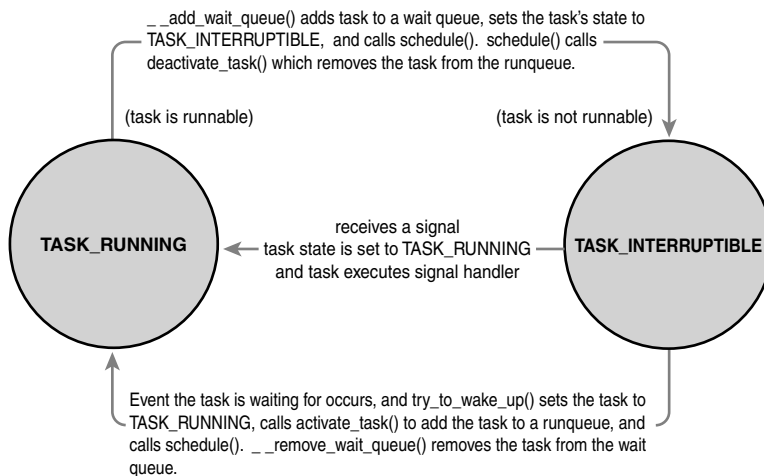 _ _add_wait_queue() adds task to a wait queue, sets the task's state to
TASK_INTERRUPTIBLE, and calls schedule(). schedule() calls
deactivate_task() which removes the task from the runqueue.
(task is runnable)
(task is not runnable)
TASK_RUNNING
receives a signal
task state is set to TASK_RUNNING
and task executes signal handler
TASK_INTERRUPTIBLE
Event the task is waiting for occurs, and try_to_wake_up() sets the task to
TASK_RUNNING, calls activate_task() to add the task to a runqueue, and
calls schedule(). _ _remove_wait_queue() removes the task from the wait
queue.